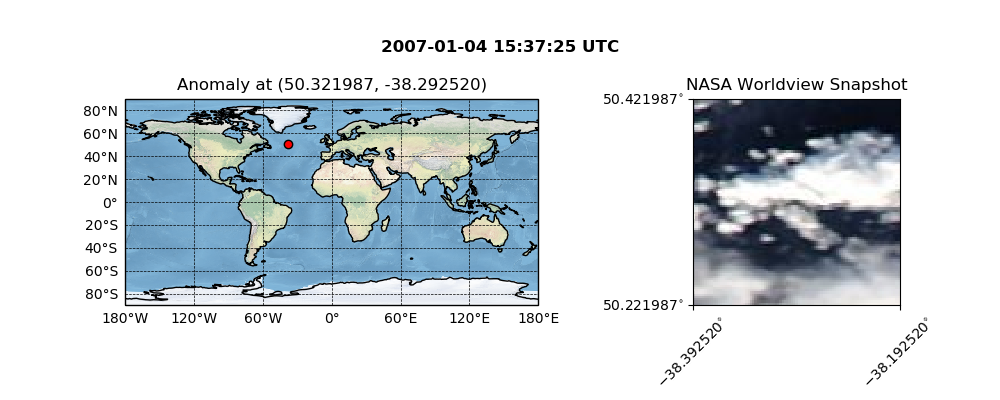 2007-01-04 15:37:25 UTC
Anomaly at (50.321987, -38.292520)
80°N
60°N
40°N
20°N
0°
20°S
40°S
60°S
80°S
180°W 120°W 60°W 0° 60°E 120°E 180°E
NASA Worldview Snapshot
50.421987°
50.221987°
−38.392520°
−38.192520°